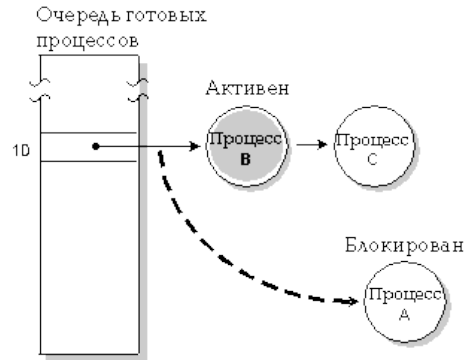 Очередь готовых
процессов
Активен
10
Процесс
B
Процесс
C
Блокирован
Процесс
A